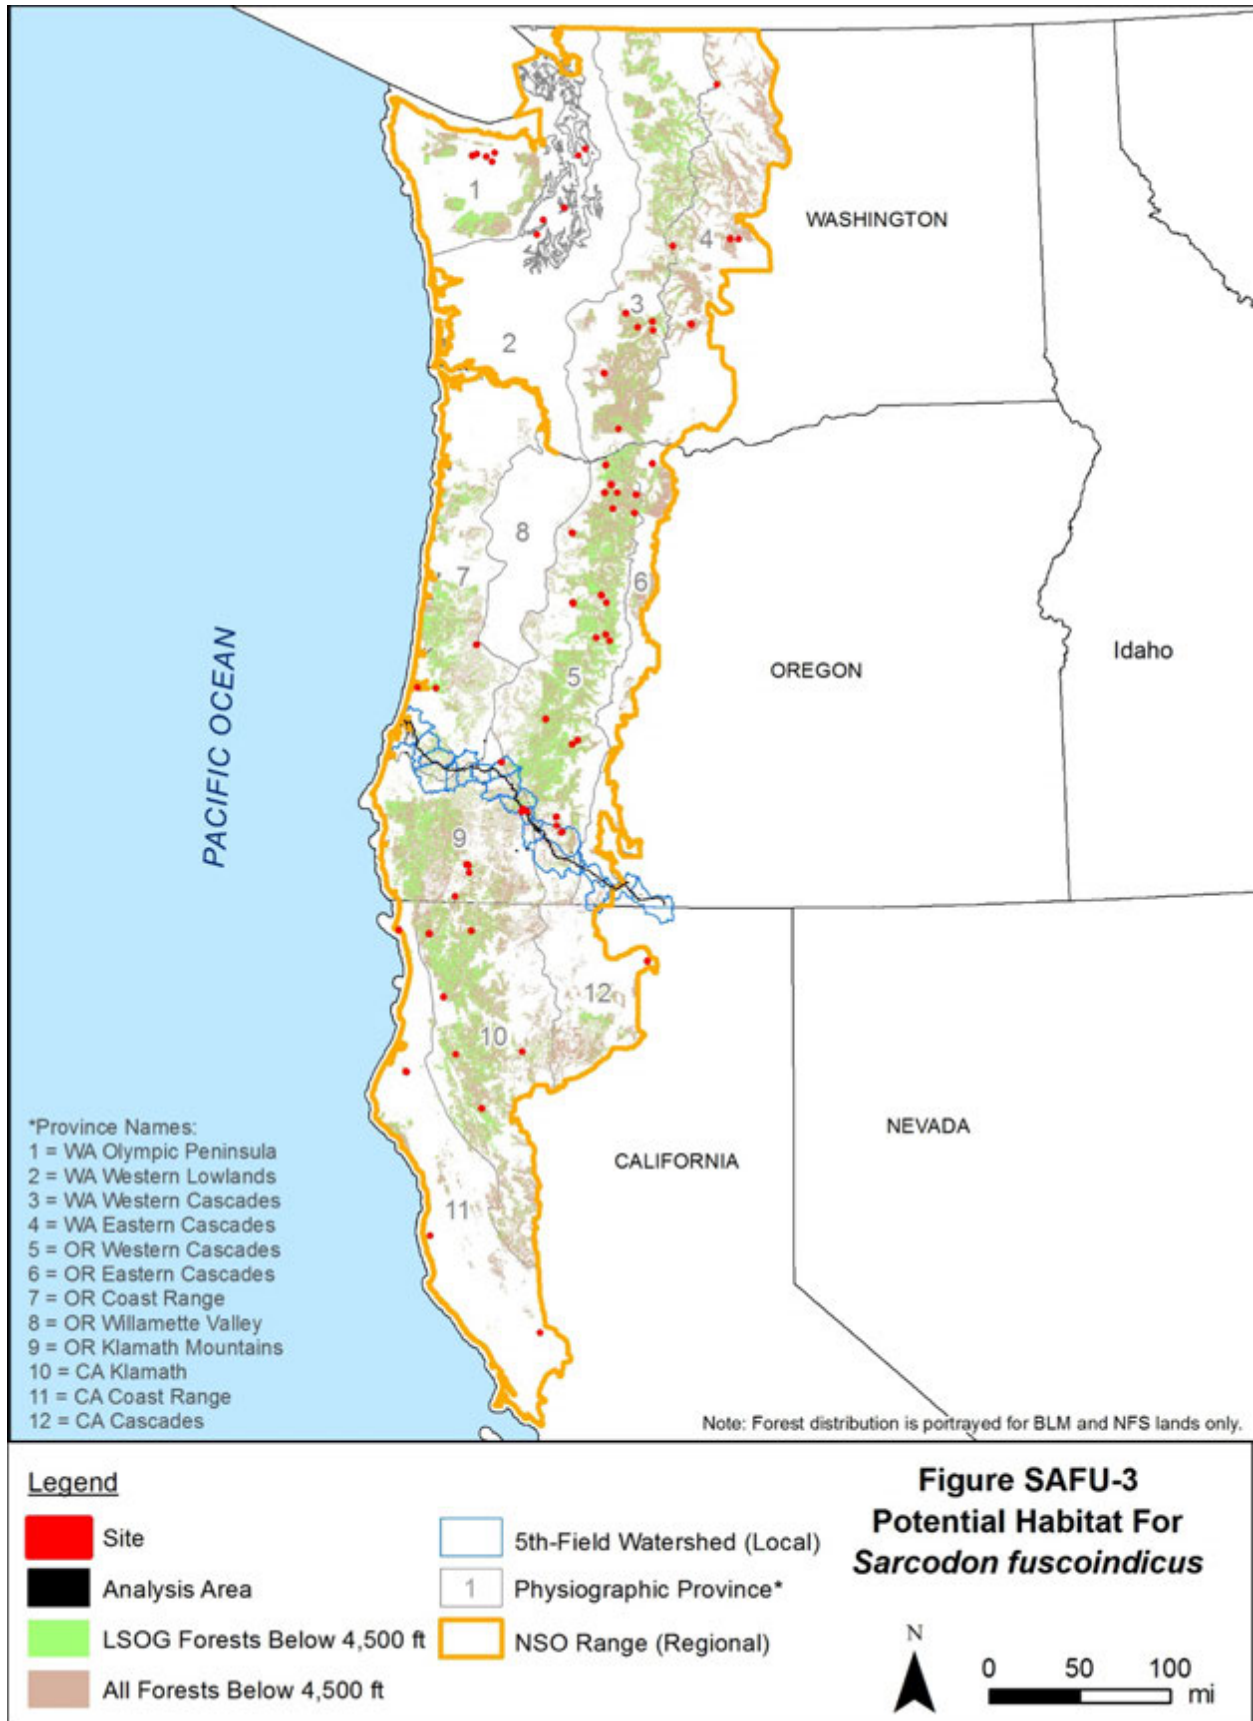 WASHINGTON
1
4
3
2
8
7
6
OREGON
Idaho
5
PACIFIC OCEAN
9
12
10
NEVADA
CALIFORNIA
11
*Province Names:
1 = WA Olympic Peninsula
2 = WA Western Lowlands
3 = WA Western Cascades
4 = WA Eastern Cascades
5 = OR Western Cascades
6 = OR Eastern Cascades
7 = OR Coast Range
8 = OR Willamette Valley
9 = OR Klamath Mountains
10 = CA Klamath
11 = CA Coast Range
12 = CA Cascades
Note: Forest distribution is portrayed for BLM and NFS lands only.
Legend
Site
Analysis Area
LSOG Forests Below 4,500 ft
All Forests Below 4,500 ft
5th-Field Watershed (Local)
1 Physiographic Province*
NSO Range (Regional)
Figure SAFU-3
Potential Habitat For
Sarcodon fuscoindicus
N
0 50 100
mi